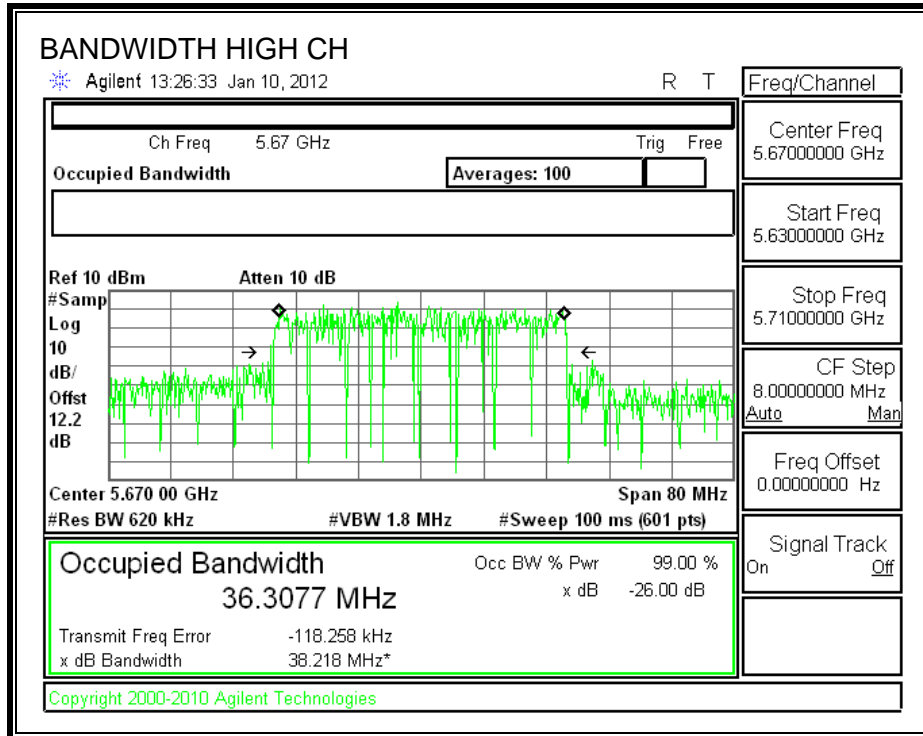 BANDWIDTH HIGH CH
Agilent 13:26:33 Jan 10, 2012 R T
Ch Freq 5.67 GHz Trig Free
Occupied Bandwidth Averages: 100
Ref 10 dBm Atten 10 dB
#Samp
Log
10
dB/
Offst
12.2
dB
Center 5.670 00 GHz Span 80 MHz
#Res BW 620 kHz #VBW 1.8 MHz #Sweep 100 ms (601 pts)
Occupied Bandwidth Occ BW % Pwr 99.00 %
36.3077 MHz x dB -26.00 dB
Transmit Freq Error -118.258 kHz
x dB Bandwidth 38.218 MHz*
Copyright 2000-2010 Agilent Technologies
Freq/Channel
Center Freq
5.67000000 GHz
Start Freq
5.63000000 GHz
Stop Freq
5.71000000 GHz
CF Step
8.00000000 MHz
Auto Man
Freq Offset
0.00000000 Hz
Signal Track
On Off